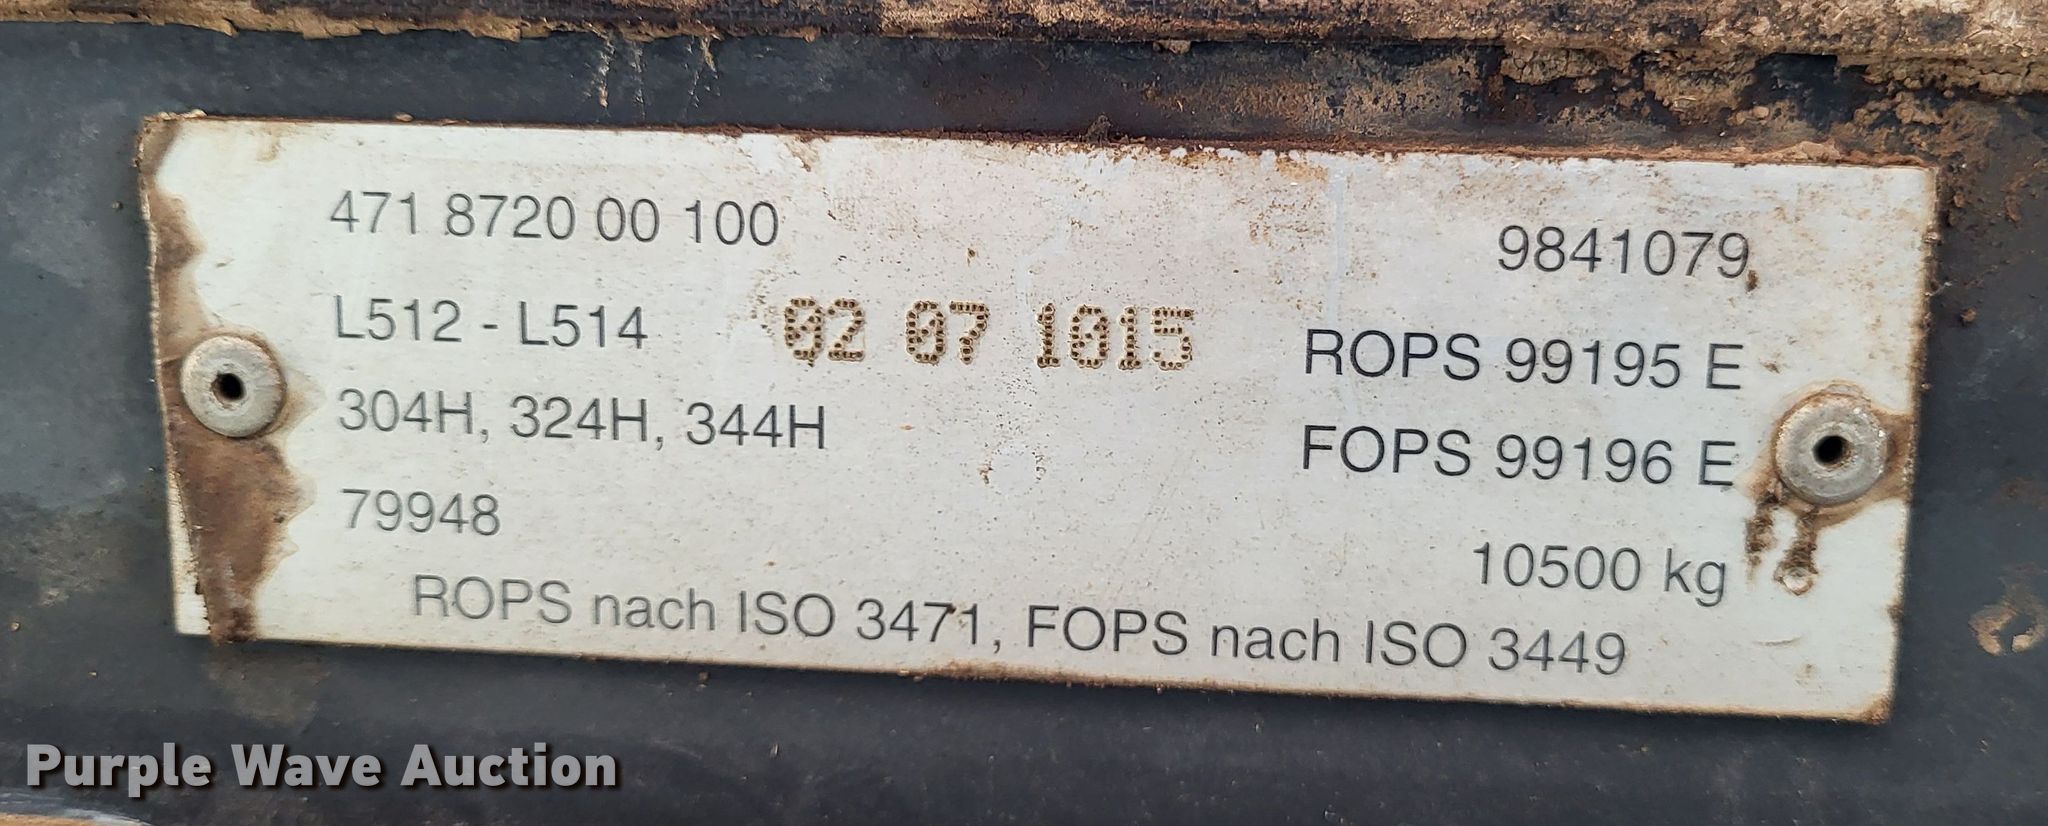 471 8720 00 100
9841079
L512 - L514 02 07 1015 ROPS 99195 E
304H, 324H, 344H FOPS 99196 E
79948 10500 kg
ROPS nach ISO 3471, FOPS nach ISO 3449
Purple Wave Auction